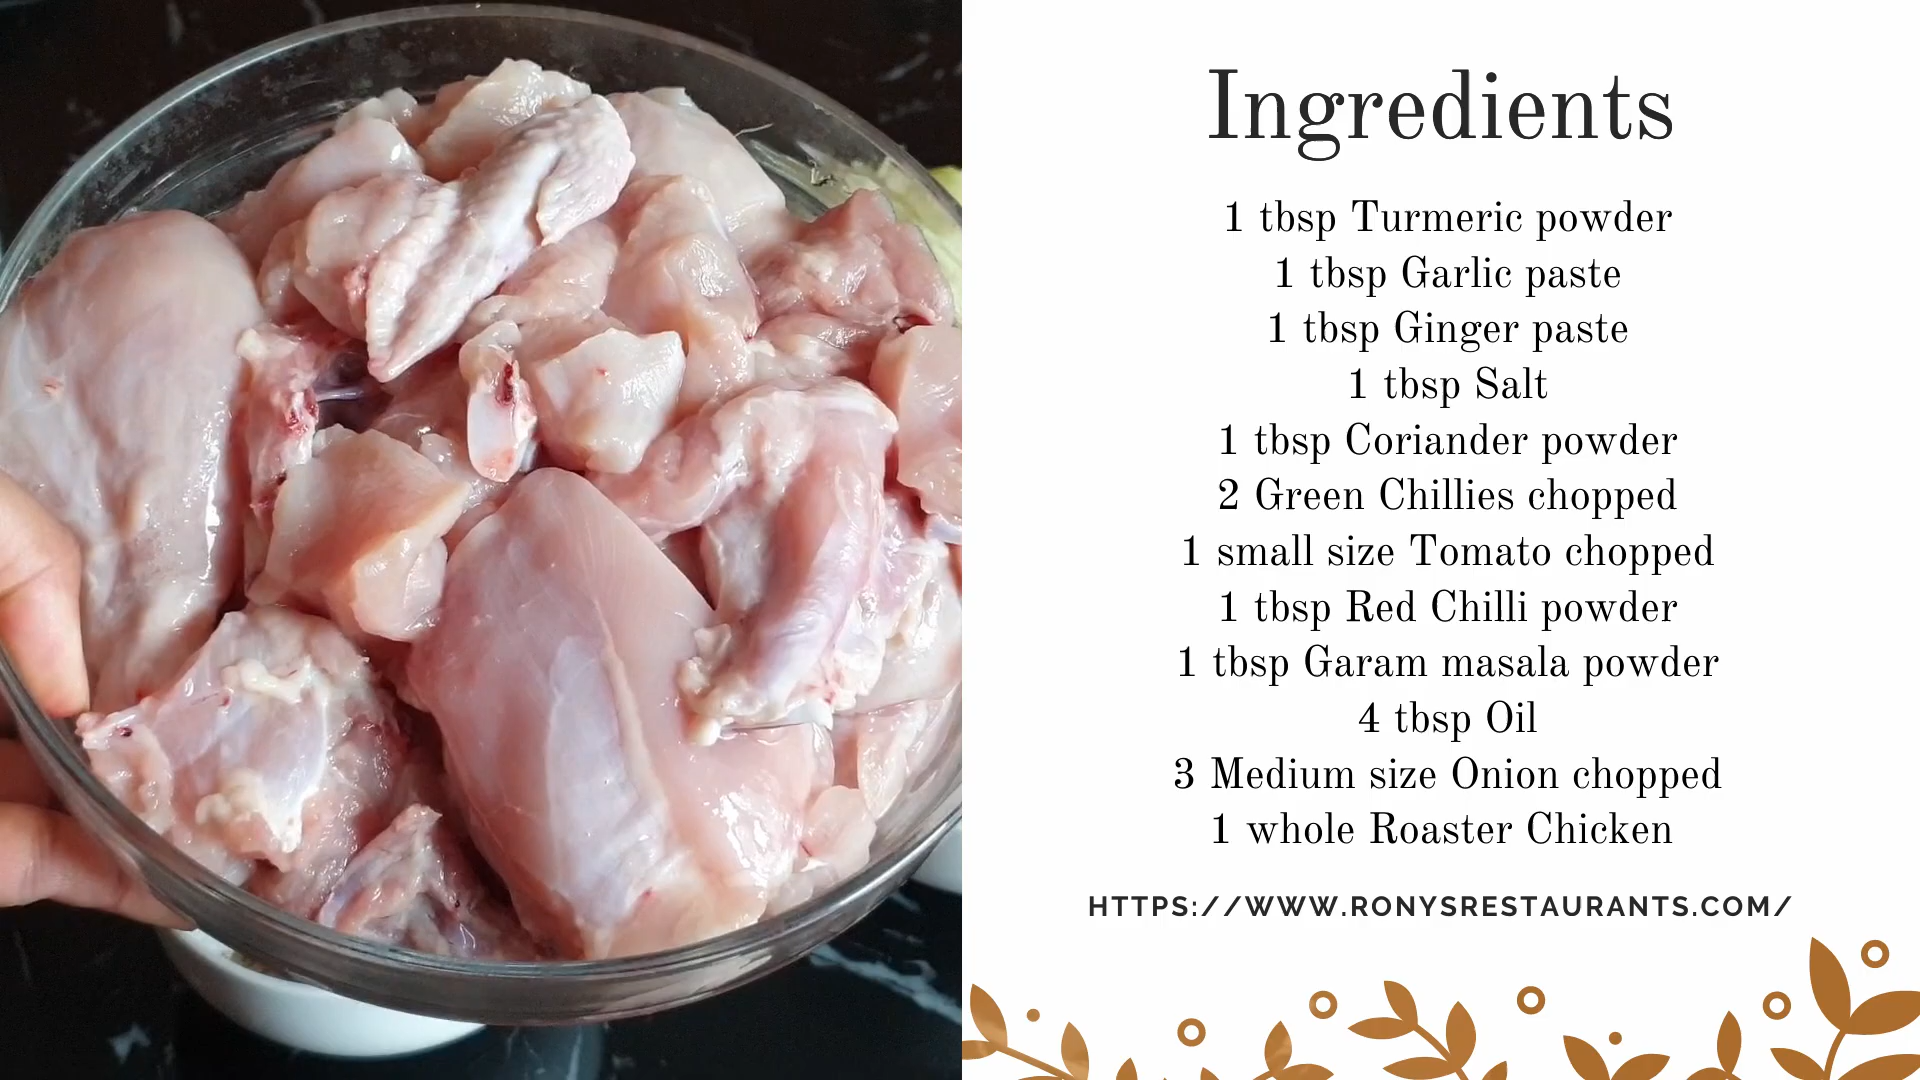 Ingredients
1 tbsp Turmeric powder
1 tbsp Garlic paste
1 tbsp Ginger paste
1 tbsp Salt
1 tbsp Coriander powder
2 Green Chillies chopped
1 small size Tomato chopped
1 tbsp Red Chilli powder
1 tbsp Garam masala powder
4 tbsp Oil
3 Medium size Onion chopped
1 whole Roaster Chicken
HTTPS://WWW.RONYSRESTAURANTS.COM/